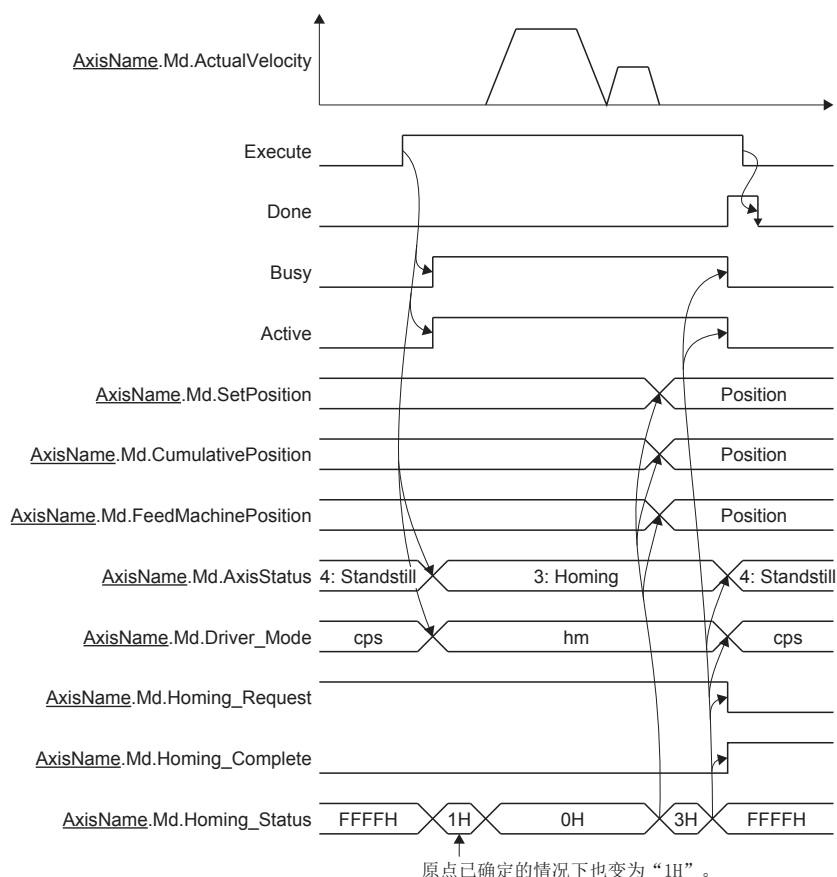 AxisName.Md.ActualVelocity
Execute
Done
Busy
Active
AxisName.Md.SetPosition
Position
AxisName.Md.CumulativePosition
Position
AxisName.Md.FeedMachinePosition
Position
AxisName.Md.AxisStatus
4: Standstill
3: Homing
4: Standstill
AxisName.Md.Driver_Mode
cps
hm
cps
AxisName.Md.Homing_Request
AxisName.Md.Homing_Complete
AxisName.Md.Homing_Status
FFFFH
1H
0H
3H
FFFFH
原点已确定的情况下也变为“1H”。